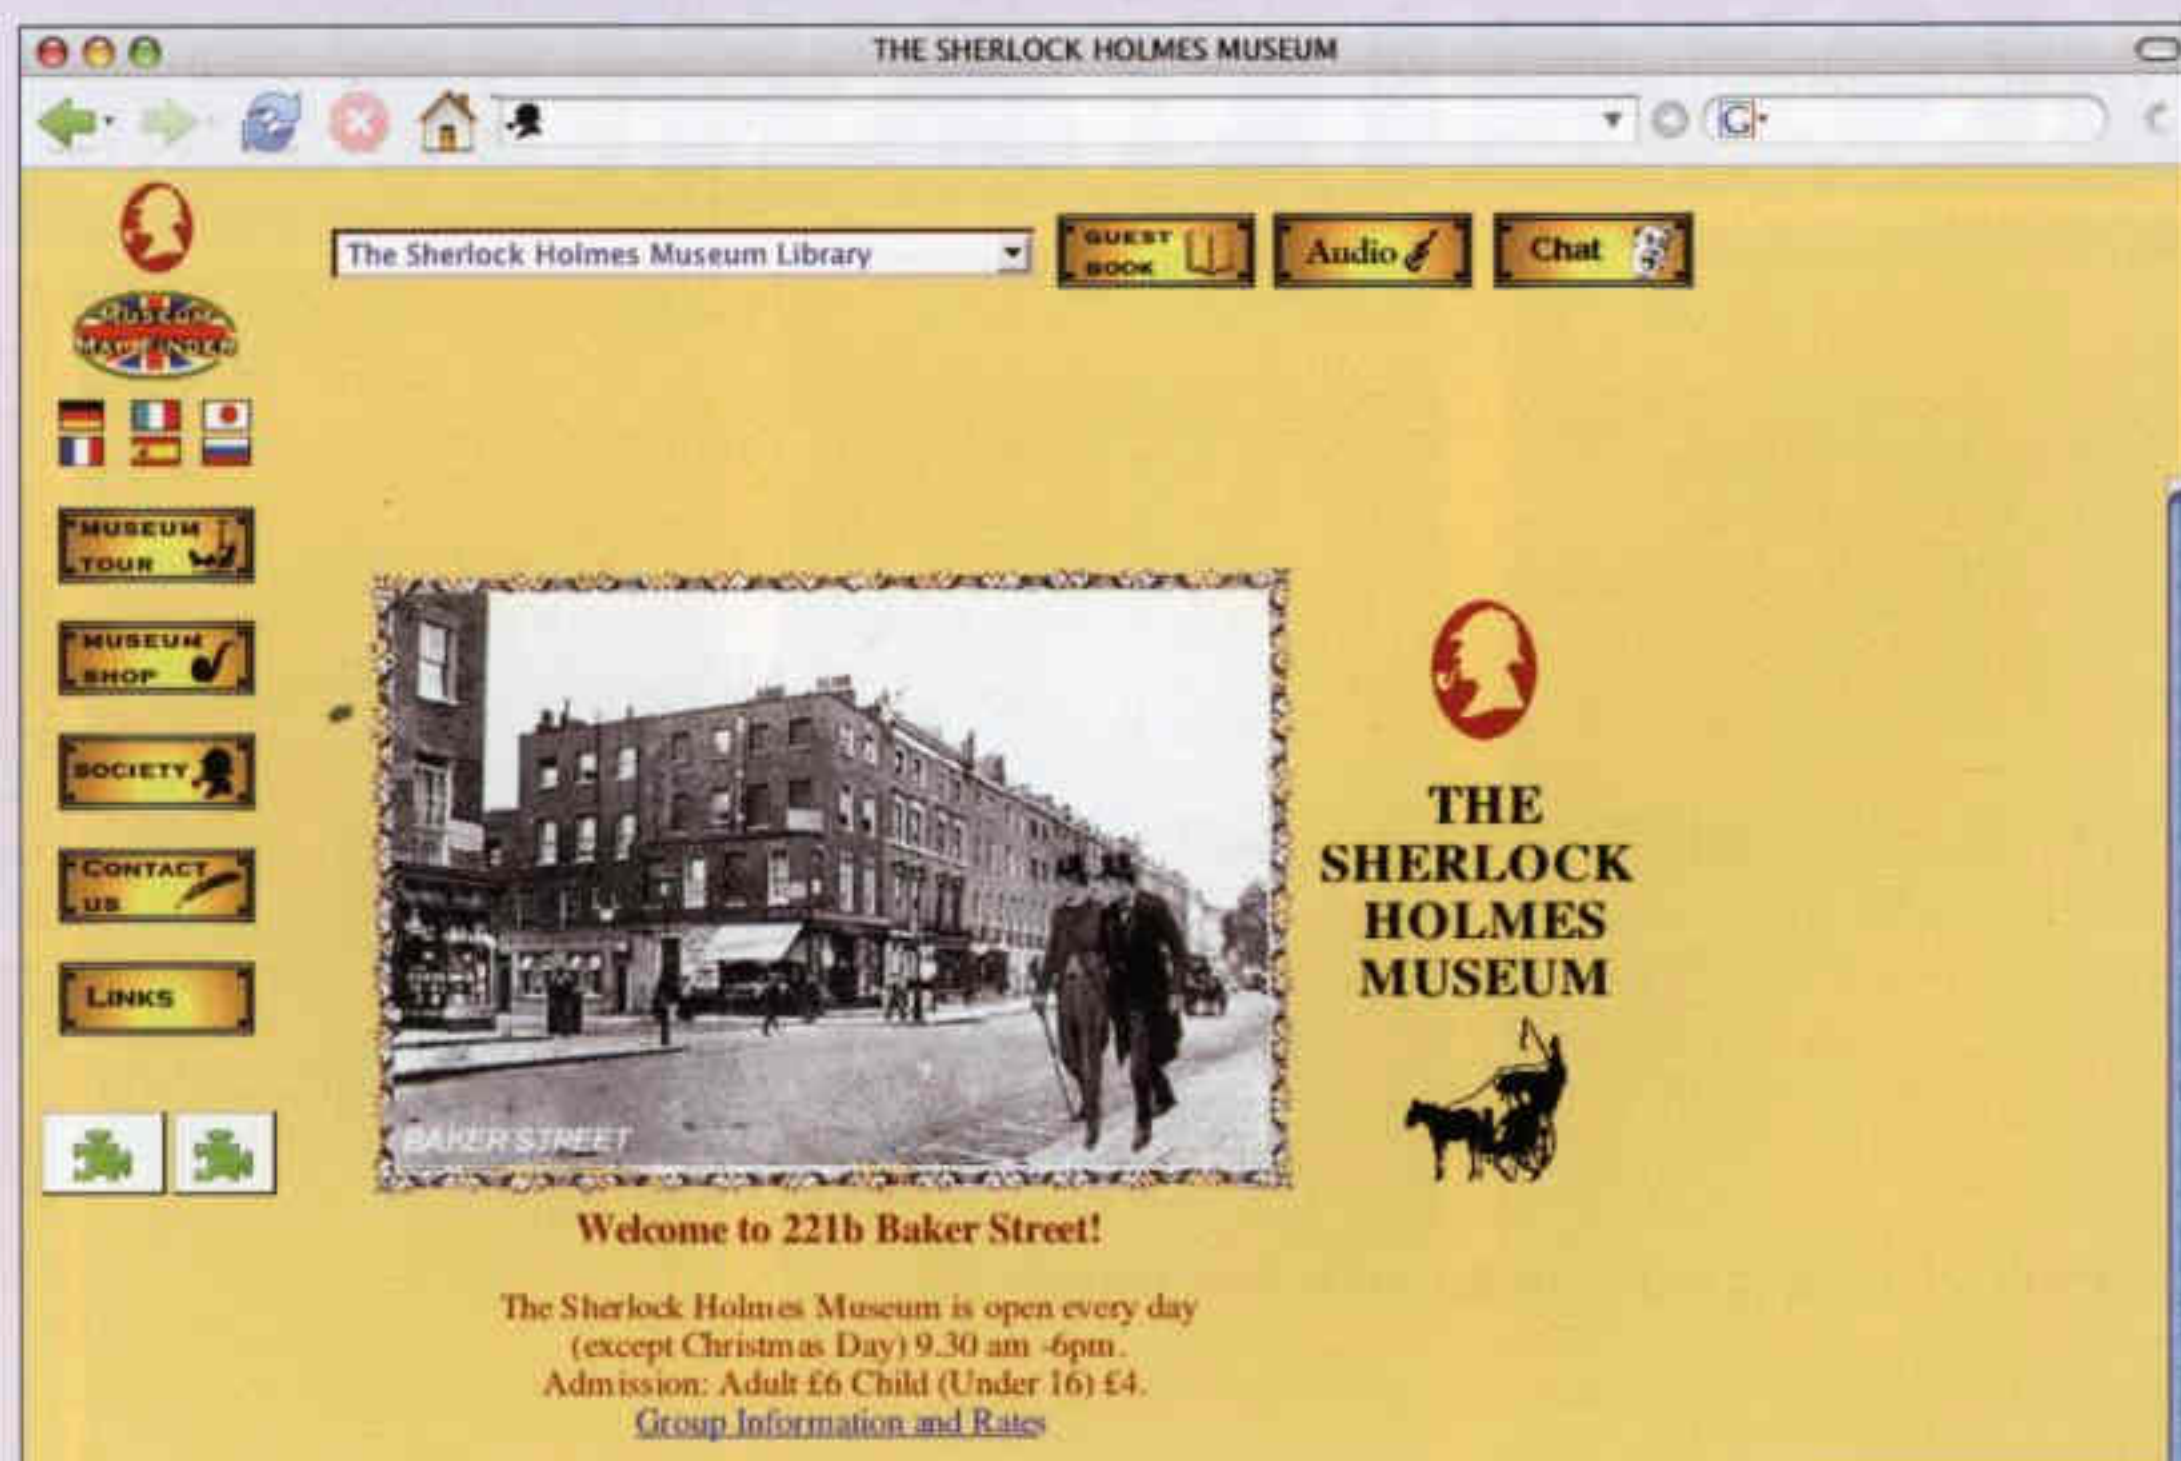 THE SHERLOCK HOLMES MUSEUM
The Sherlock Holmes Museum Library
GUEST
BOOK
Audio
Chat
G
MUSEUM
MAP FINDER
MUSEUM
TOUR
MUSEUM
SHOP
SOCIETY
CONTACT
US
LINKS
THE
SHERLOCK
HOLMES
MUSEUM
BAKER STREET
Welcome to 221b Baker Street!
The Sherlock Holmes Museum is open every day
(except Christmas Day) 9.30 am -6pm.
Admission: Adult £6 Child (Under 16) £4.
Group Information and Rates